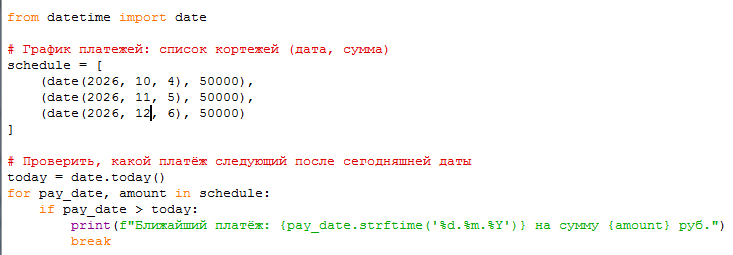 from datetime import date

# График платежей: список кортежей (дата, сумма)
schedule = [
    (date(2026, 10, 4), 50000),
    (date(2026, 11, 5), 50000),
    (date(2026, 12, 6), 50000)
]

# Проверить, какой платёж следующий после сегодняшней даты
today = date.today()
for pay_date, amount in schedule:
    if pay_date > today:
        print(f"Ближайший платёж: {pay_date.strftime('%d.%m.%Y')} на сумму {amount} руб.")
        break